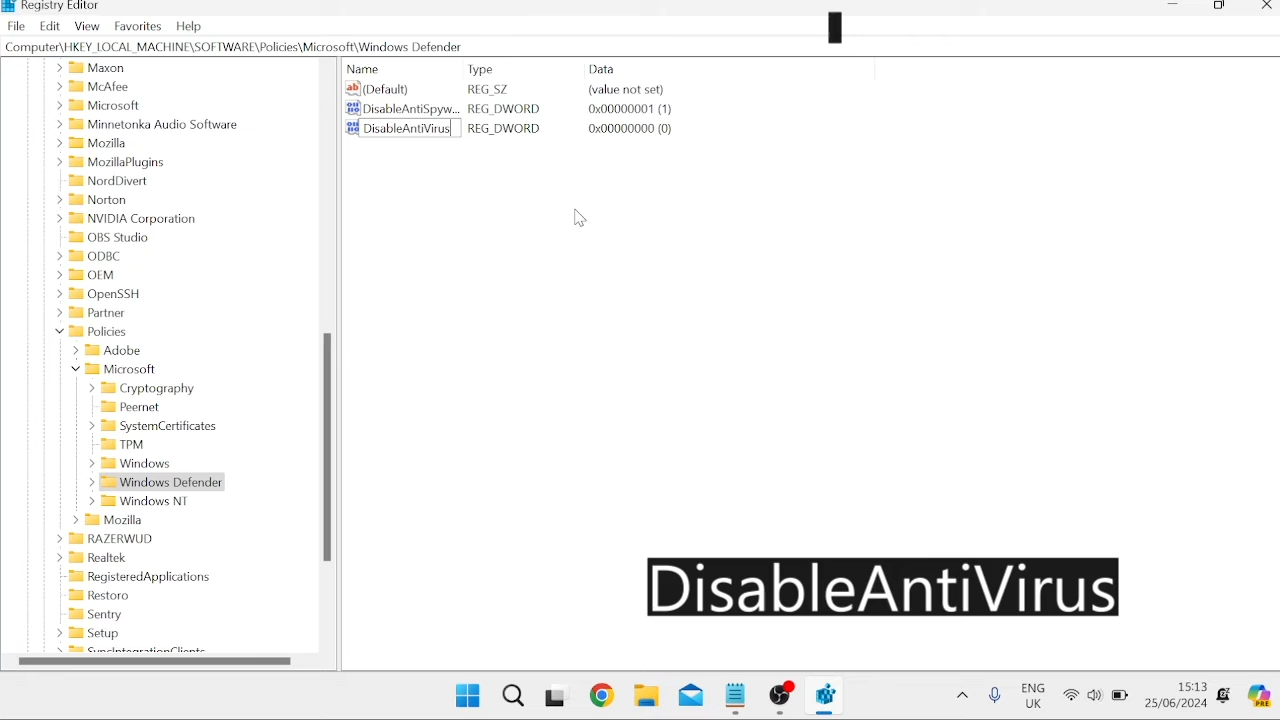 Registry Editor
File Edit View Favorites Help
Computer\HKEY_LOCAL_MACHINE\SOFTWARE\Policies\Microsoft\Windows Defender
Maxon
McAfee
Microsoft
Minnetonka Audio Software
Mozilla
MozillaPlugins
NordDivert
Norton
NVIDIA Corporation
OBS Studio
ODBC
OEM
OpenSSH
Partner
Policies
Adobe
Microsoft
Cryptography
Peernet
SystemCertificates
TPM
Windows
Windows Defender
Windows NT
Mozilla
RAZERWUD
Realtek
RegisteredApplications
Restoro
Sentry
Setup
SyncIntegrationClients
Name Type Data
(Default) REG_SZ (value not set)
DisableAntiSpyw... REG_DWORD 0x00000001 (1)
DisableAntiVirus REG_DWORD 0x00000000 (0)
DisableAntiVirus
ENG
UK
15:13
25/06/2024
PRE